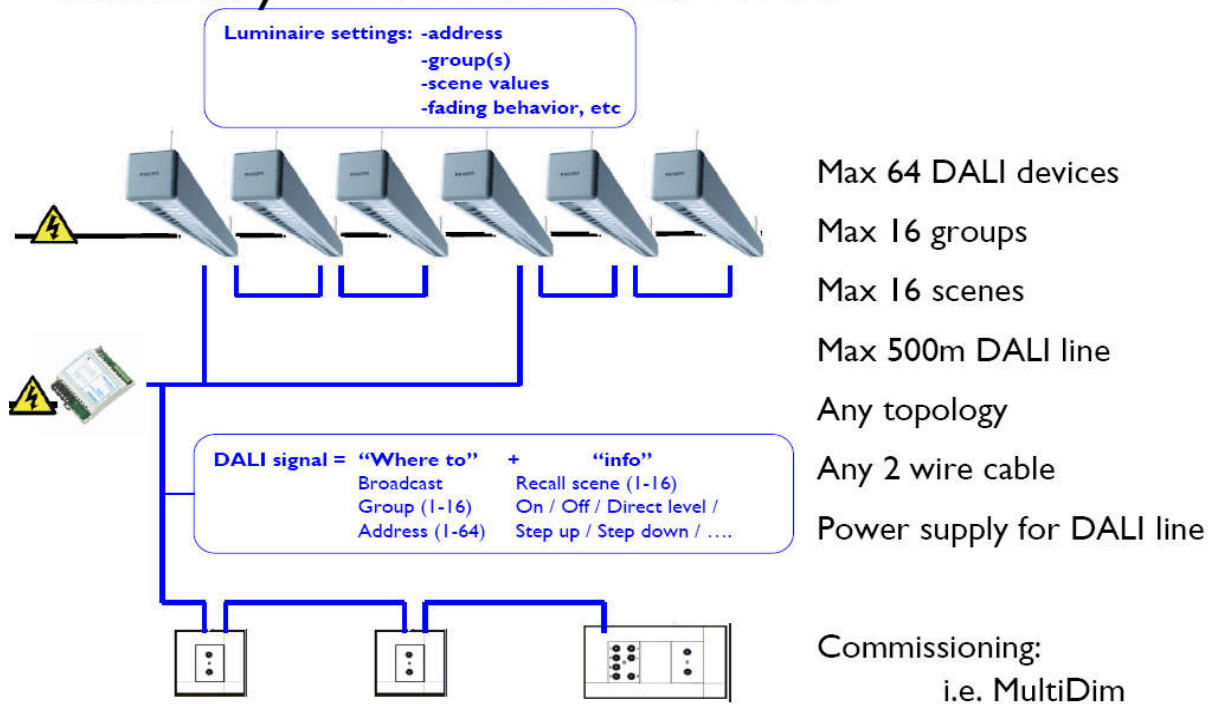 Luminaire settings: -address
-group(s)
-scene values
-fading behavior, etc
Max 64 DALI devices
Max 16 groups
Max 16 scenes
Max 500m DALI line
Any topology
Any 2 wire cable
Power supply for DALI line
DALI signal = "Where to" + "info"
Broadcast Recall scene (1-16)
Group (1-16) On / Off / Direct level /
Address (1-64) Step up / Step down / ....
Commissioning:
i.e. MultiDim